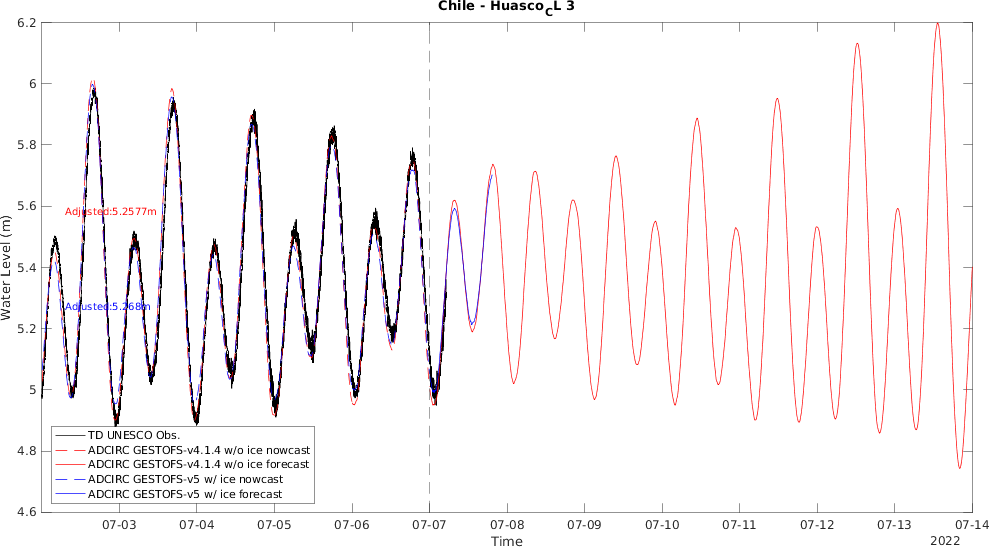 Chile - Huasco_CL 3
6.2
6
5.8
5.6
5.4
5.2
5
4.8
4.6
Water Level (m)
Adjusted:5.2577m
Adjusted:5.268m
TD UNESCO Obs.
ADCIRC GESTOFS-v4.1.4 w/o ice nowcast
ADCIRC GESTOFS-v4.1.4 w/o ice forecast
ADCIRC GESTOFS-v5 w/ ice nowcast
ADCIRC GESTOFS-v5 w/ ice forecast
07-03 07-04 07-05 07-06 07-07 07-08 07-09 07-10 07-11 07-12 07-13 07-14
Time
2022